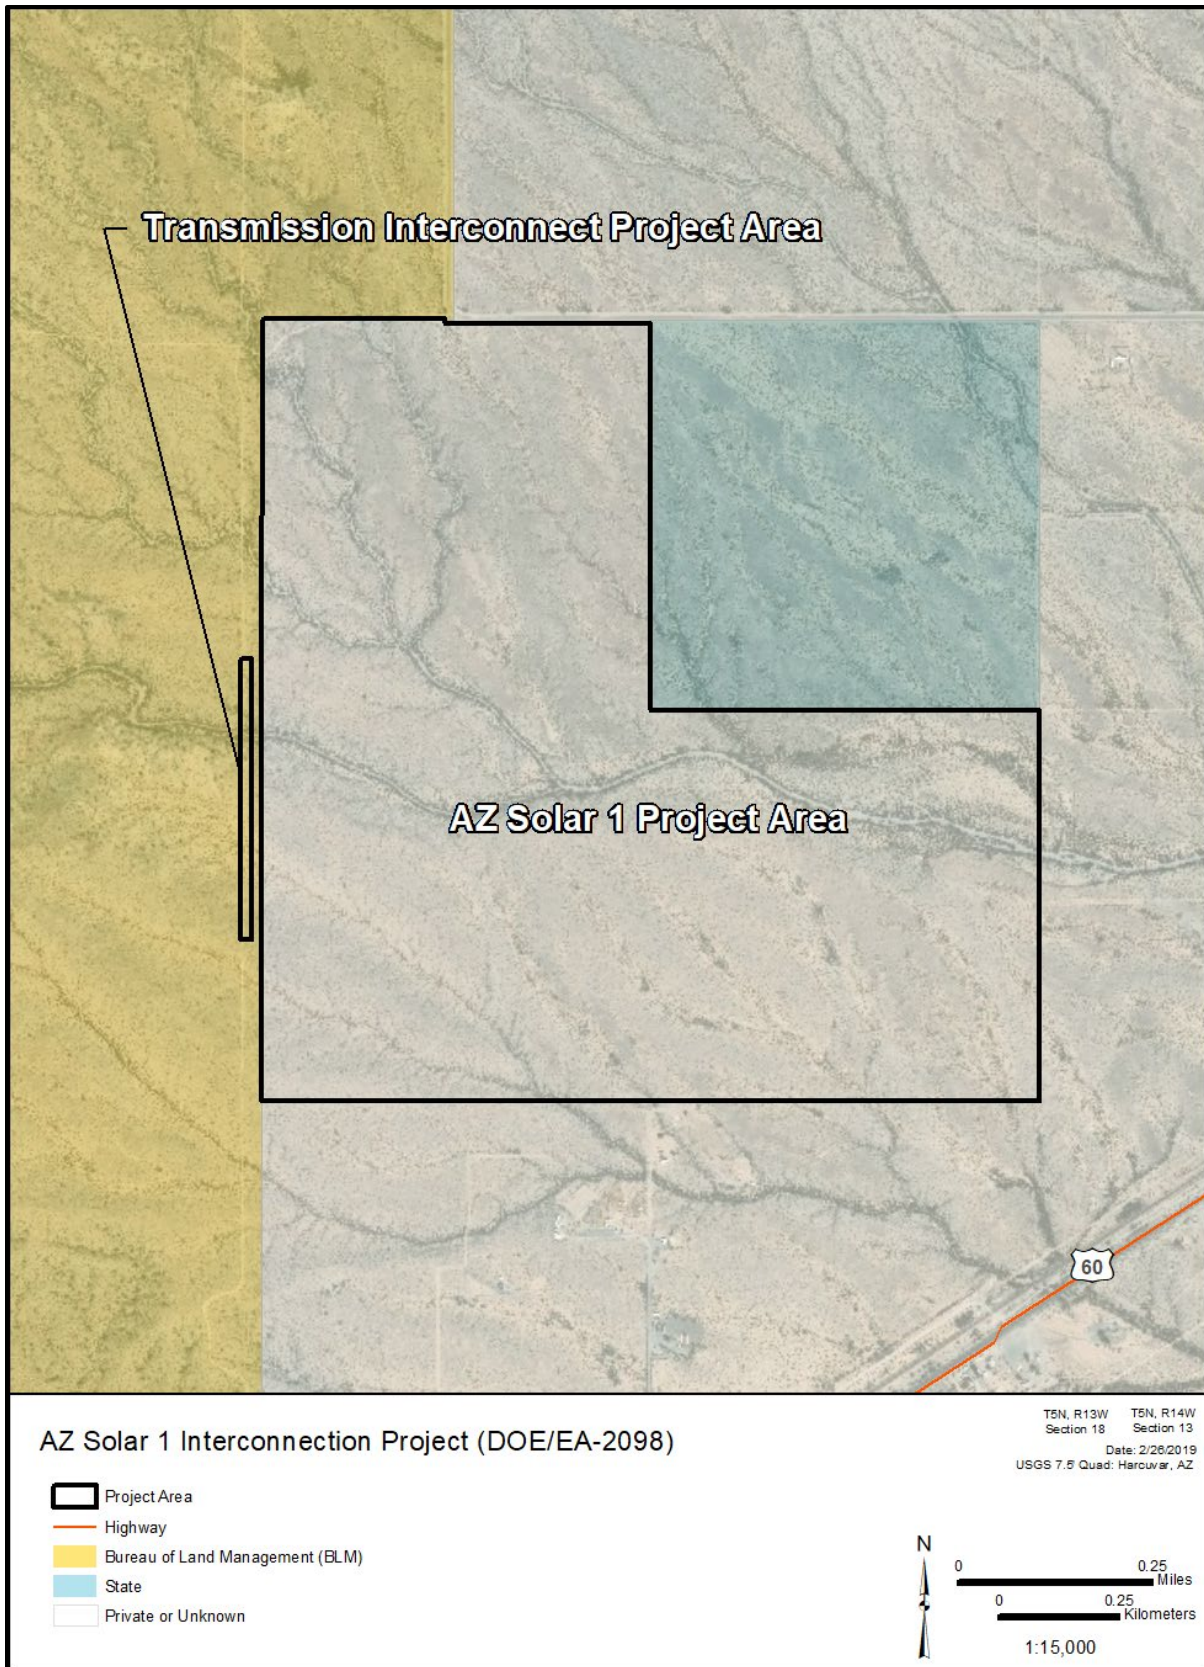 Transmission Interconnect Project Area
AZ Solar 1 Project Area
60
AZ Solar 1 Interconnection Project (DOE/EA-2098)
T5N, R13W T5N, R14W
Section 18 Section 13
Date: 2/26/2019
USGS 7.5' Quad: Harcuvar, AZ
Project Area
Highway
Bureau of Land Management (BLM)
State
Private or Unknown
N
0 0.25
Miles
0 0.25
Kilometers
1:15,000